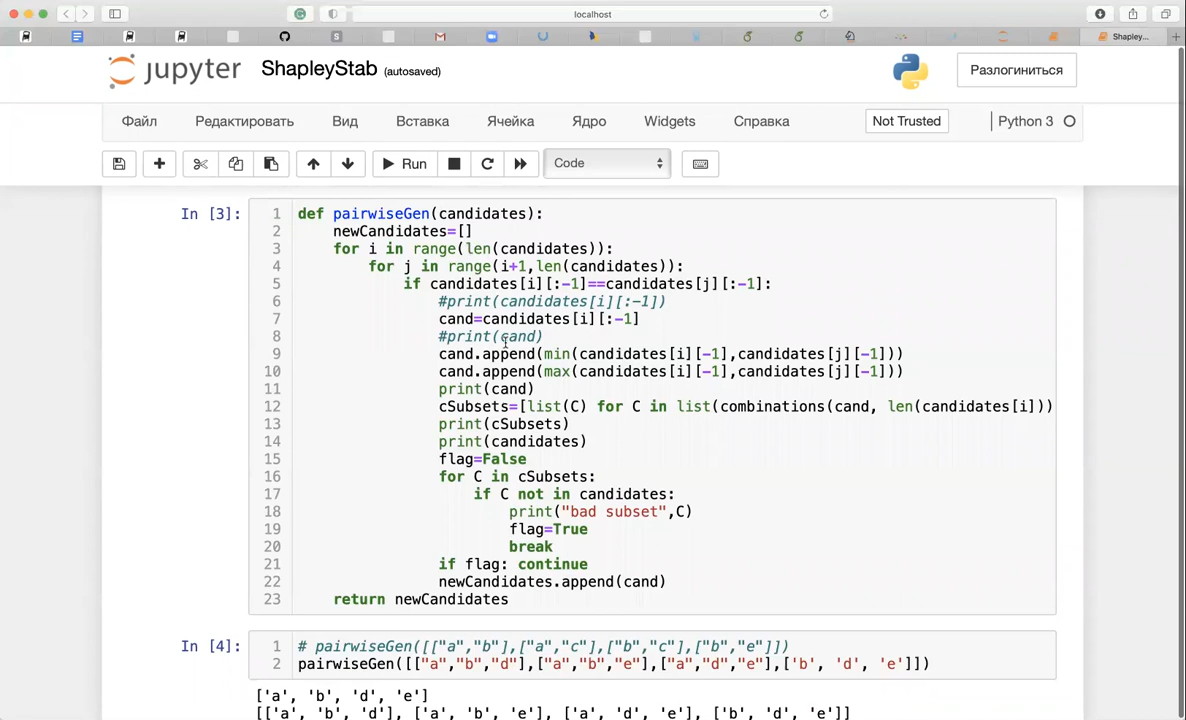 localhost
Shapley...
jupyter ShapleyStab (autosaved)
Разлогиниться
Файл Редактировать Вид Вставка Ячейка Ядро Widgets Справка Not Trusted Python 3
Run Code
In [3]:
1 def pairwiseGen(candidates):
2 newCandidates=[]
3 for i in range(len(candidates)):
4 for j in range(i+1,len(candidates)):
5 if candidates[i][:-1]==candidates[j][:-1]:
6 #print(candidates[i][:-1])
7 cand=candidates[i][:-1]
8 #print(cand)
9 cand.append(min(candidates[i][-1],candidates[j][-1]))
10 cand.append(max(candidates[i][-1],candidates[j][-1]))
11 print(cand)
12 cSubsets=[list(C) for C in list(combinations(cand, len(candidates[i]))
13 print(cSubsets)
14 print(candidates)
15 flag=False
16 for C in cSubsets:
17 if C not in candidates:
18 print("bad subset",C)
19 flag=True
20 break
21 if flag: continue
22 newCandidates.append(cand)
23 return newCandidates
In [4]:
1 # pairwiseGen([["a","b"],["a","c"],["b","c"],["b","e"]])
2 pairwiseGen([["a","b","d"],["a","b","e"],["a","d","e"],['b', 'd', 'e']])
['a', 'b', 'd', 'e']
[['a', 'b', 'd'], ['a', 'b', 'e'], ['a', 'd', 'e'], ['b', 'd', 'e']]